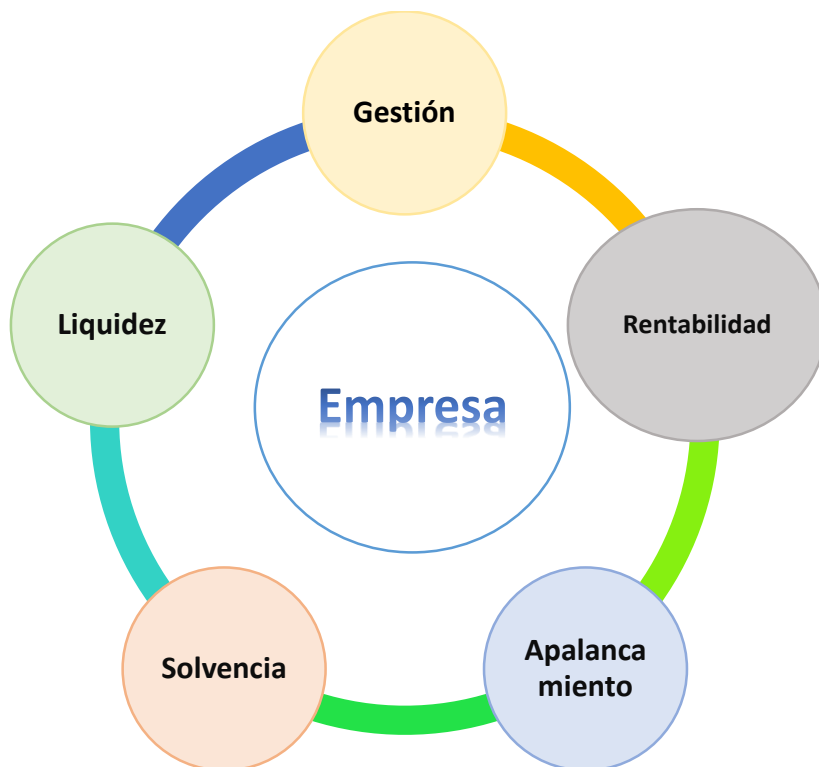 Gestión
Liquidez
Rentabilidad
Empresa
Solvencia
Apalanca
miento